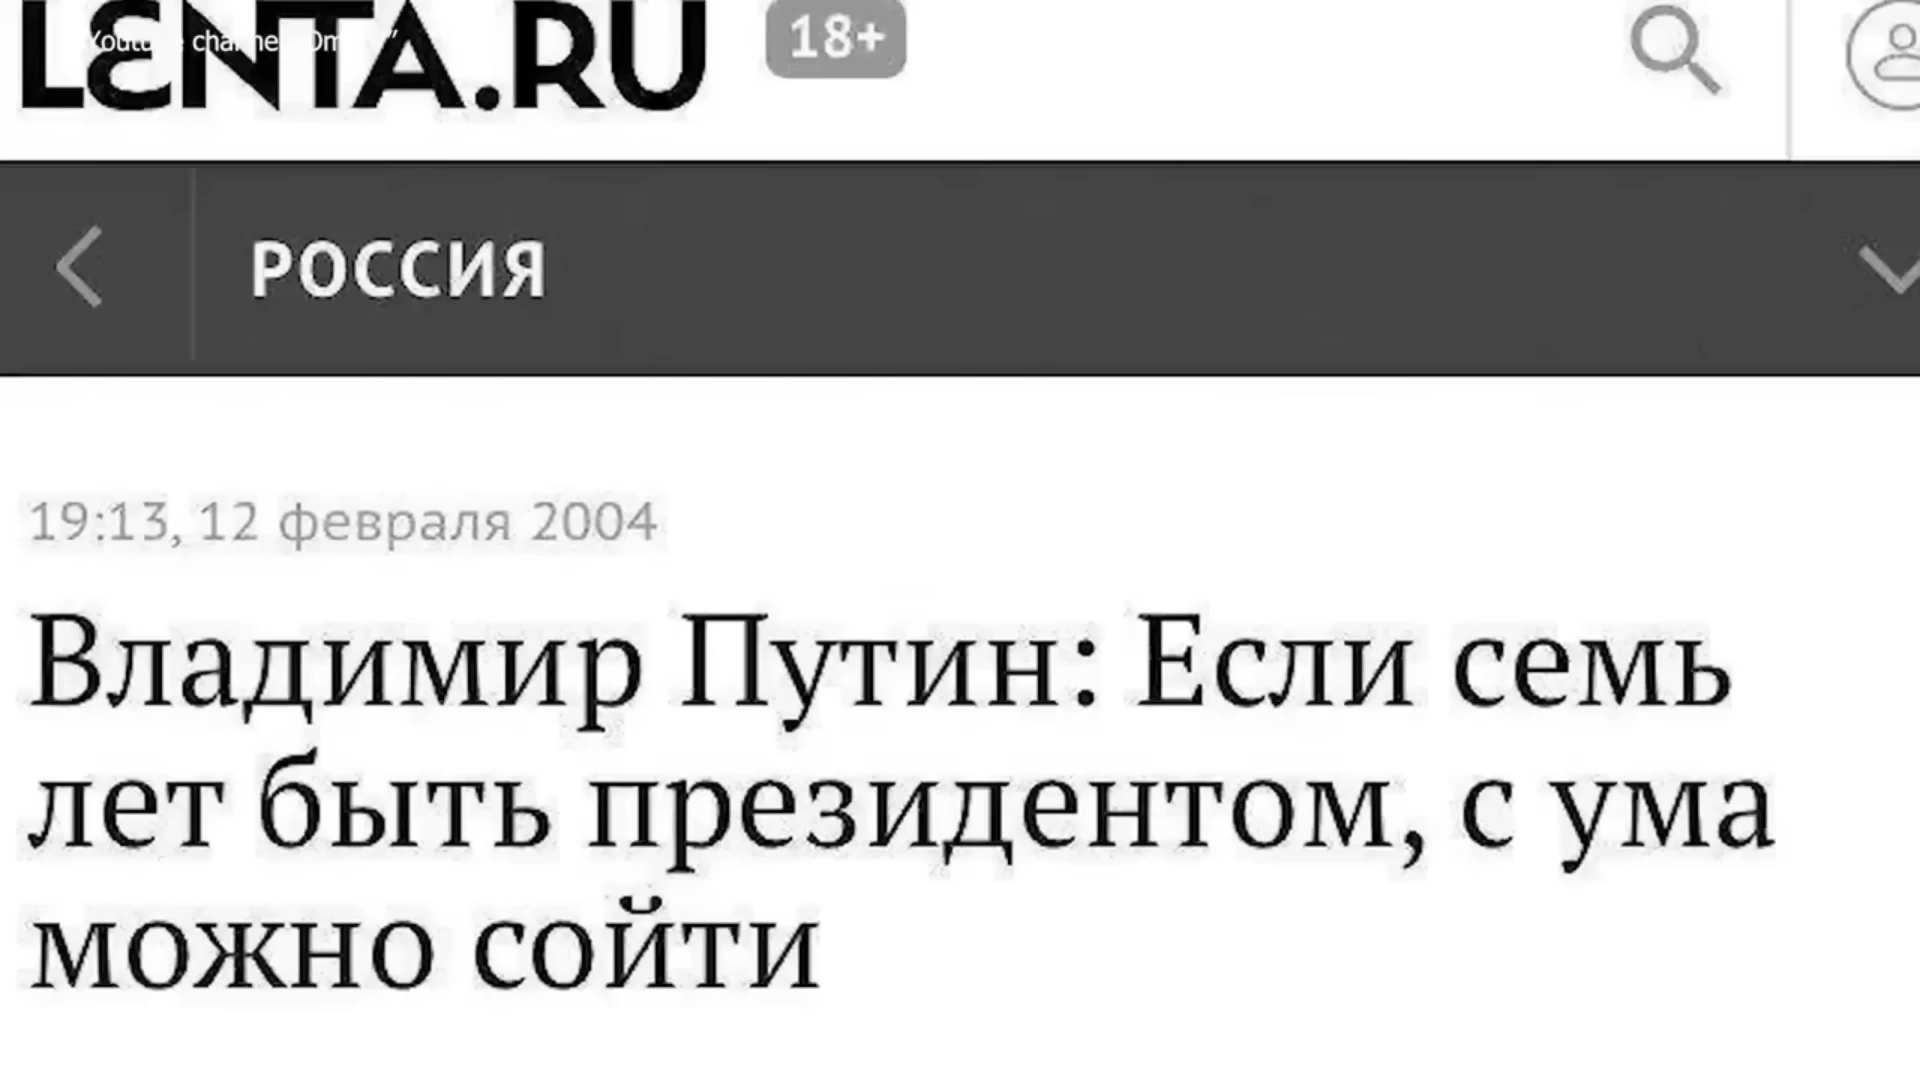 LENTA.RU 18+
РОССИЯ
19:13, 12 февраля 2004
Владимир Путин: Если семь
лет быть президентом, с ума
можно сойти